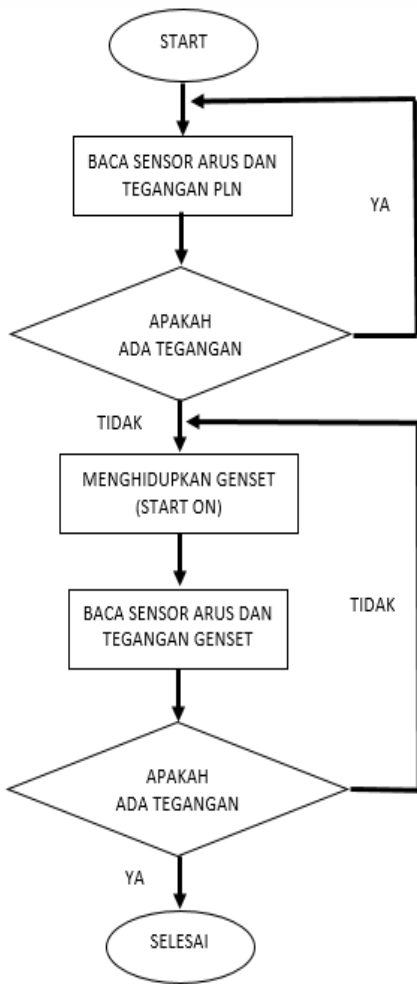 START
BACA SENSOR ARUS DAN
TEGANGAN PLN
YA
APAKAH
ADA TEGANGAN
TIDAK
MENGHIDUPKAN GENSET
(START ON)
BACA SENSOR ARUS DAN
TEGANGAN GENSET
TIDAK
APAKAH
ADA TEGANGAN
YA
SELESAI